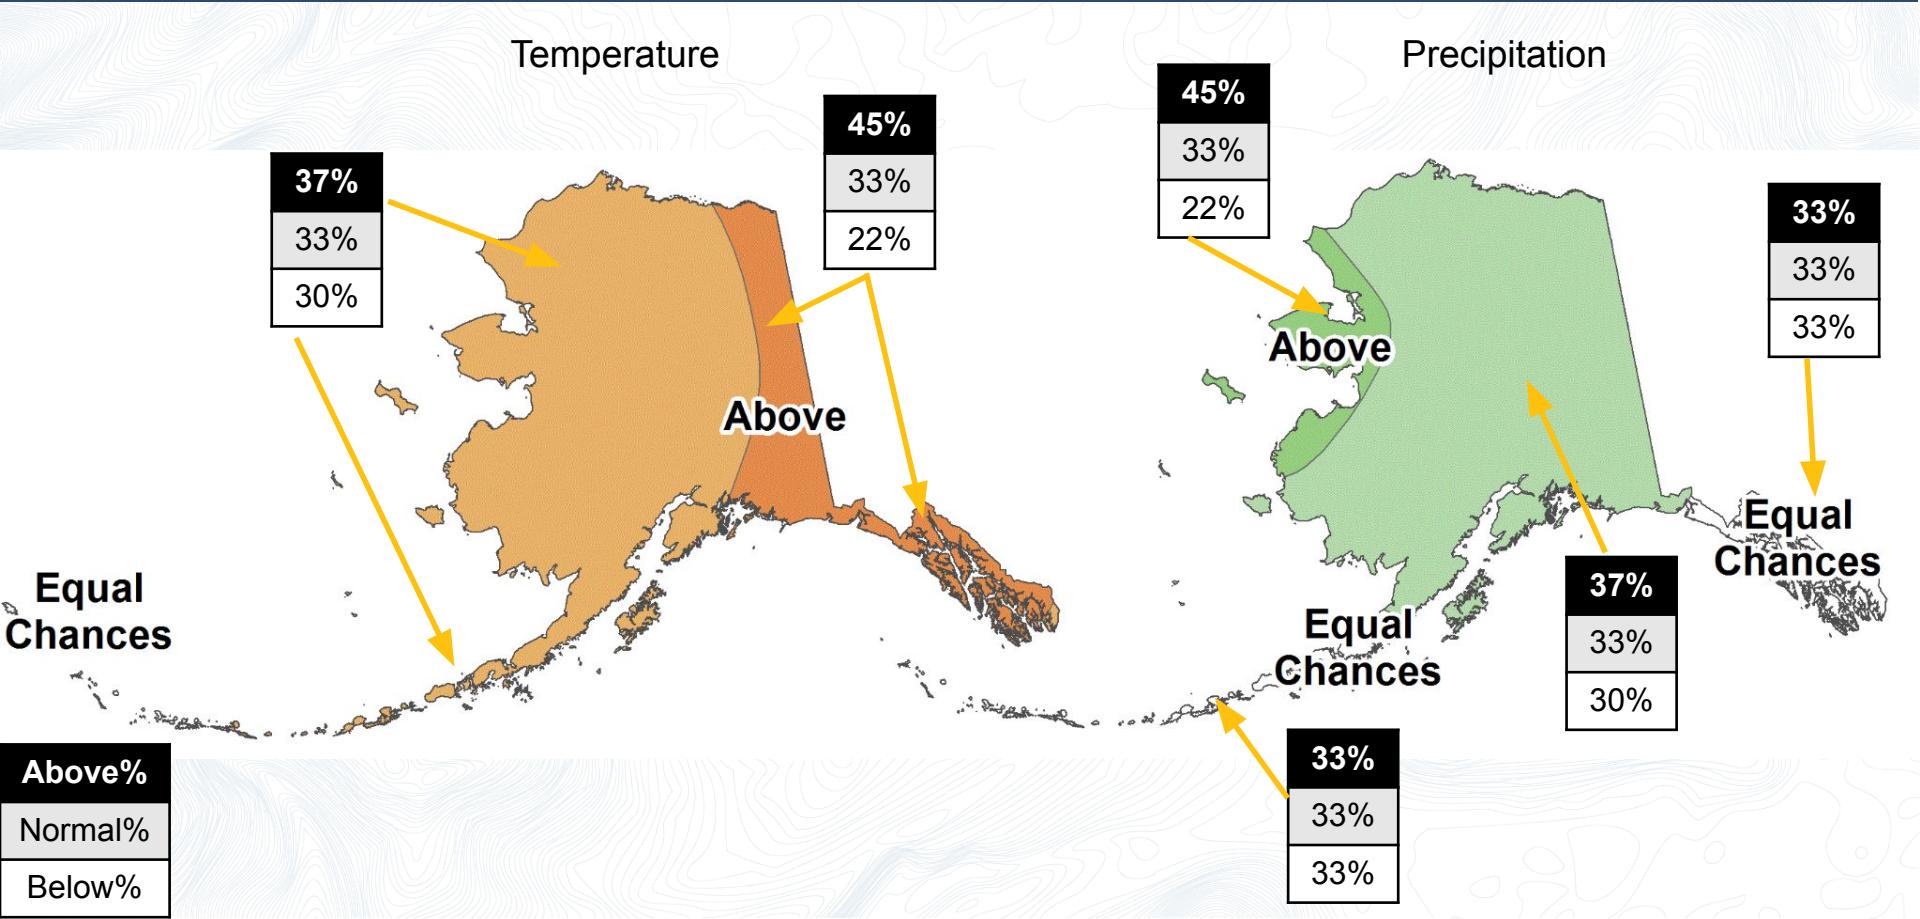 Temperature
Precipitation
37%
33%
30%
45%
33%
22%
Above
Equal
Chances
Above%
Normal%
Below%
45%
33%
22%
Above
33%
33%
33%
Equal
Chances
Equal
Chances
37%
33%
30%
33%
33%
33%